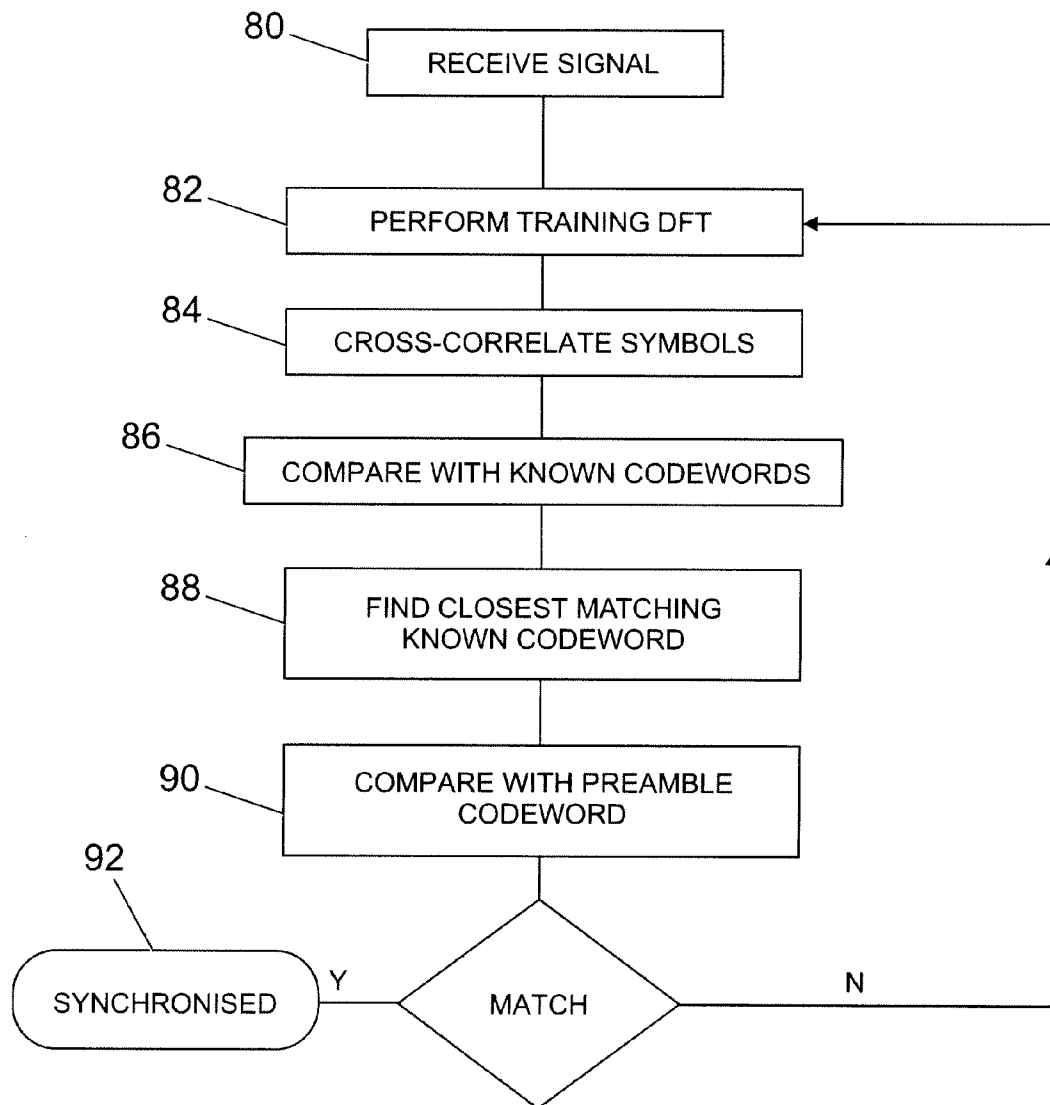 80
RECEIVE SIGNAL
82
PERFORM TRAINING DFT
84
CROSS-CORRELATE SYMBOLS
86
COMPARE WITH KNOWN CODEWORDS
88
FIND CLOSEST MATCHING
KNOWN CODEWORD
90
COMPARE WITH PREAMBLE
CODEWORD
92
SYNCHRONISED
Y
MATCH
N